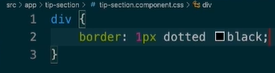 src > app > tip-section > tip-section.component.css > div
1 div {
2 border: 1px dotted black;
3 }